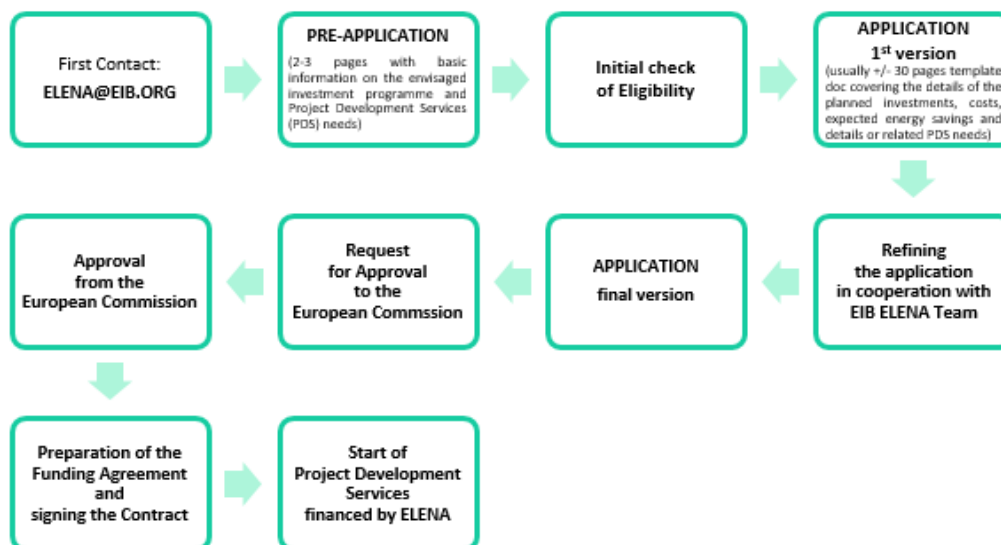 First Contact:
ELENA@EIB.ORG
PRE-APPLICATION
(2-3 pages with basic
information on the envisaged
investment programme and
Project Development Services
(PDS) needs)
Initial check
of Eligibility
APPLICATION
1st version
(usually +/- 30 pages template
doc covering the details of the
planned investments, costs,
expected energy savings and
details or related PDS needs)
Approval
from the
European Commission
Request
for Approval
to the
European Commssion
APPLICATION
final version
Refining
the application
in cooperation with
EIB ELENA Team
Preparation of the
Funding Agreement
and
signing the Contract
Start of
Project Development
Services
financed by ELENA